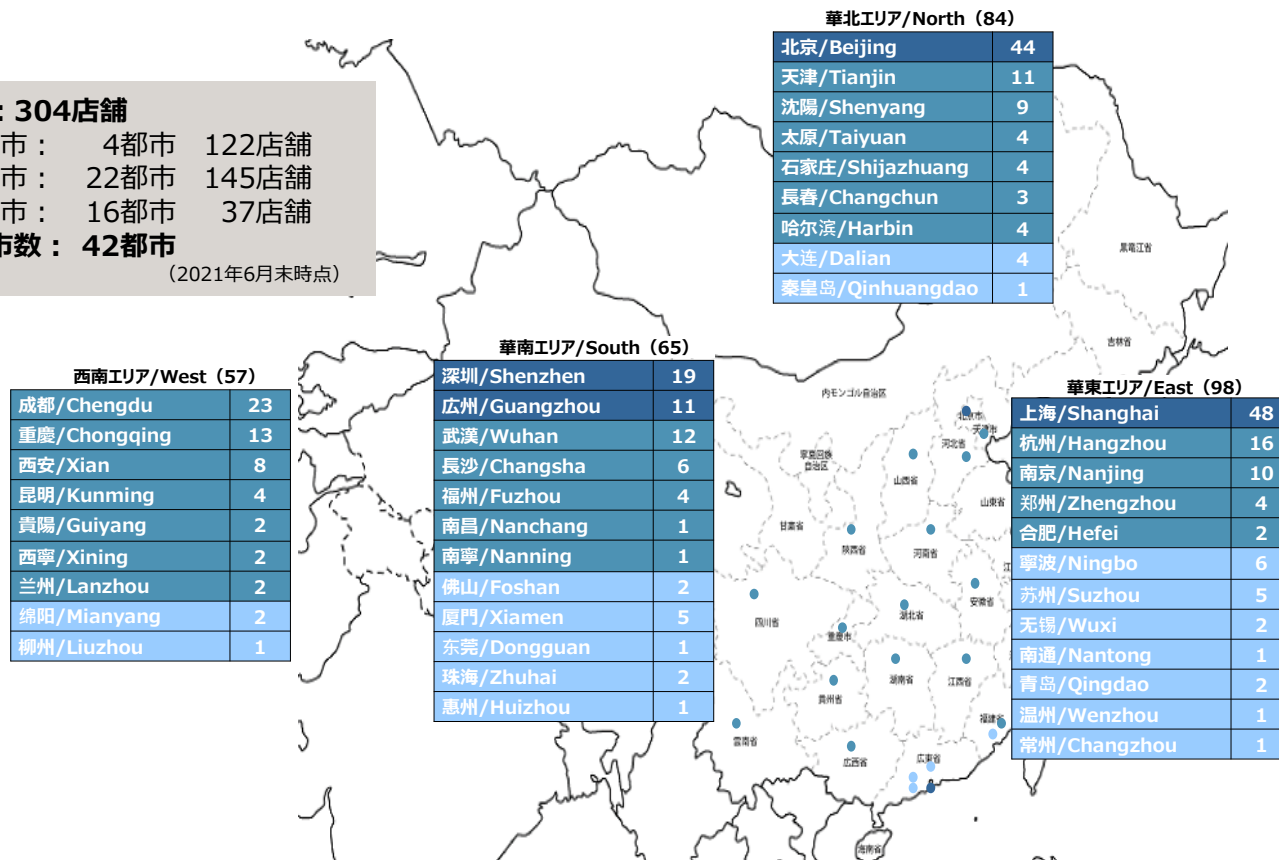 華北エリア/North（84）
北京/Beijing 44
天津/Tianjin 11
沈陽/Shenyang 9
太原/Taiyuan 4
石家庄/Shijiazhuang 4
長春/Changchun 3
哈尔滨/Harbin 4
大连/Dalian 4
秦皇岛/Qinhuangdao 1
：304店舗
市： 4都市 122店舗
市： 22都市 145店舗
市： 16都市 37店舗
市数： 42都市
（2021年6月末時点）
西南エリア/West（57）
成都/Chengdu 23
重慶/Chongqing 13
西安/Xian 8
昆明/Kunming 4
貴陽/Guiyang 2
西寧/Xining 2
兰州/Lanzhou 2
绵阳/Mianyang 2
柳州/Liuzhou 1
華南エリア/South（65）
深圳/Shenzhen 19
広州/Guangzhou 11
武漢/Wuhan 12
長沙/Changsha 6
福州/Fuzhou 4
南昌/Nanchang 1
南寧/Nanning 1
佛山/Foshan 2
厦門/Xiamen 5
东莞/Dongguan 1
珠海/Zhuhai 2
惠州/Huizhou 1
華東エリア/East（98）
上海/Shanghai 48
杭州/Hangzhou 16
南京/Nanjing 10
郑州/Zhengzhou 4
合肥/Hefei 2
寧波/Ningbo 6
苏州/Suzhou 5
无锡/Wuxi 2
南通/Nantong 1
青岛/Qingdao 2
温州/Wenzhou 1
常州/Changzhou 1
黒竜江省
吉林省
内モンゴル自治区
北京市
天津市
河北省
寧夏回族
自治区
山西省
山東省
甘粛省
陝西省
河南省
安徽省
四川省
湖北省
重慶市
湖南省
江西省
貴州省
福建省
雲南省
広西省
広東省
海南省